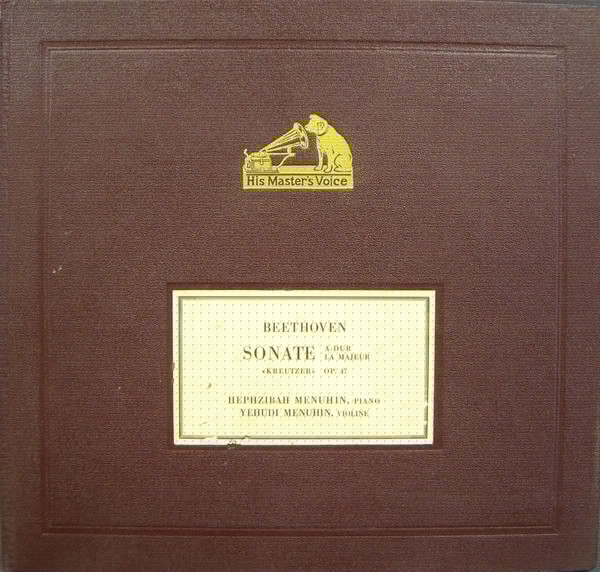 His Master's Voice
BEETHOVEN
SONATE A-DUR
LA MAJEUR
«KREUTZER» OP. 47
HEPHZIBAH MENUHIN, PIANO
YEHUDI MENUHIN, VIOLINE